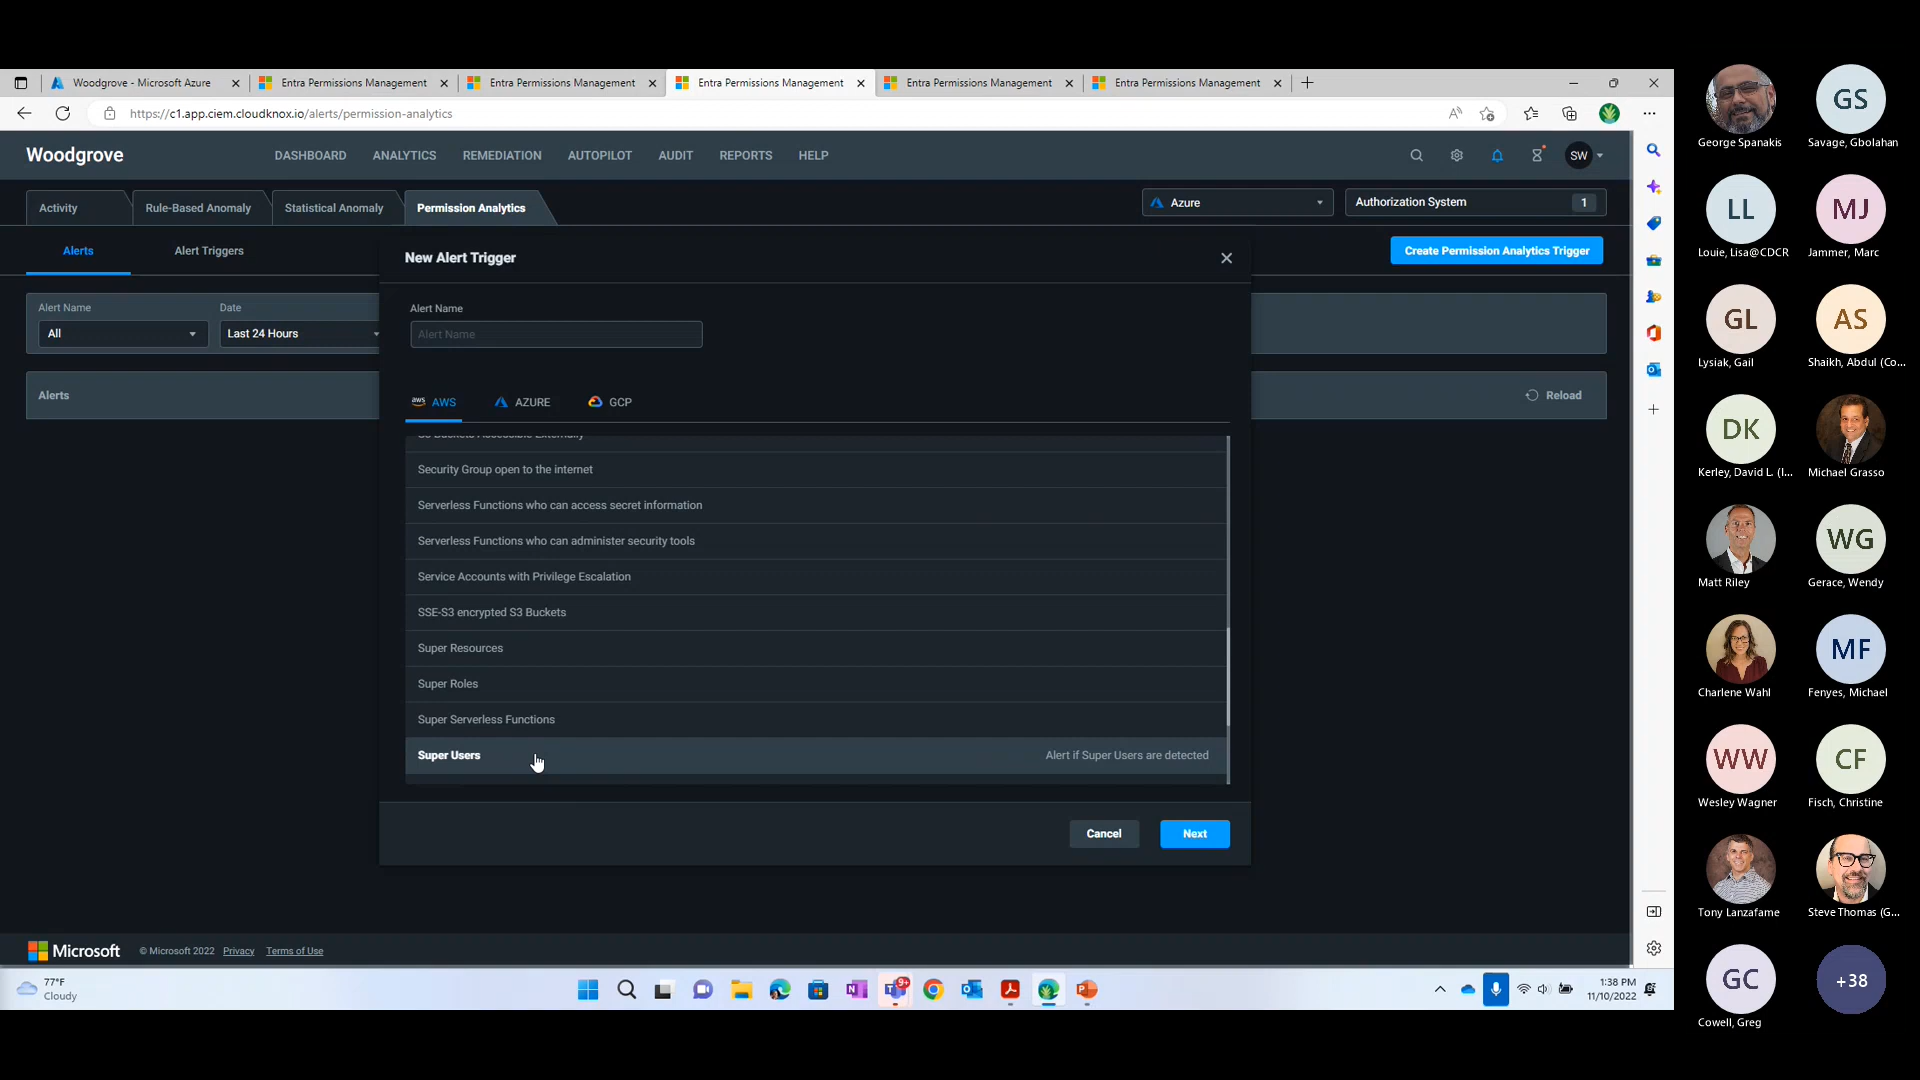 Woodgrove - Microsoft Azure
Entra Permissions Management
Entra Permissions Management
Entra Permissions Management
Entra Permissions Management
Entra Permissions Management
https://c1.app.ciem.cloudknox.io/alerts/permission-analytics
Woodgrove
DASHBOARD
ANALYTICS
REMEDIATION
AUTOPILOT
AUDIT
REPORTS
HELP
SW
Activity
Rule-Based Anomaly
Statistical Anomaly
Permission Analytics
Azure
Authorization System
1
Alerts
Alert Triggers
Create Permission Analytics Trigger
New Alert Trigger
Alert Name
Date
All
Last 24 Hours
Alerts
Reload
Alert Name
Alert Name
aws AWS
AZURE
GCP
Security Group open to the internet
Serverless Functions who can access secret information
Serverless Functions who can administer security tools
Service Accounts with Privilege Escalation
SSE-S3 encrypted S3 Buckets
Super Resources
Super Roles
Super Serverless Functions
Super Users
Alert if Super Users are detected
Cancel
Next
Microsoft
© Microsoft 2022
Privacy
Terms of Use
77°F
Cloudy
9+
1:38 PM
11/10/2022
George Spanakis
GS
Savage, Gbolahan
LL
Louie, Lisa@CDCR
MJ
Jammer, Marc
GL
Lysiak, Gail
AS
Shaikh, Abdul (Co...
DK
Kerley, David L. (I...
Michael Grasso
Matt Riley
WG
Gerace, Wendy
Charlene Wahl
MF
Fenyes, Michael
WW
Wesley Wagner
CF
Fisch, Christine
Tony Lanzafame
Steve Thomas (G...
GC
Cowell, Greg
+38